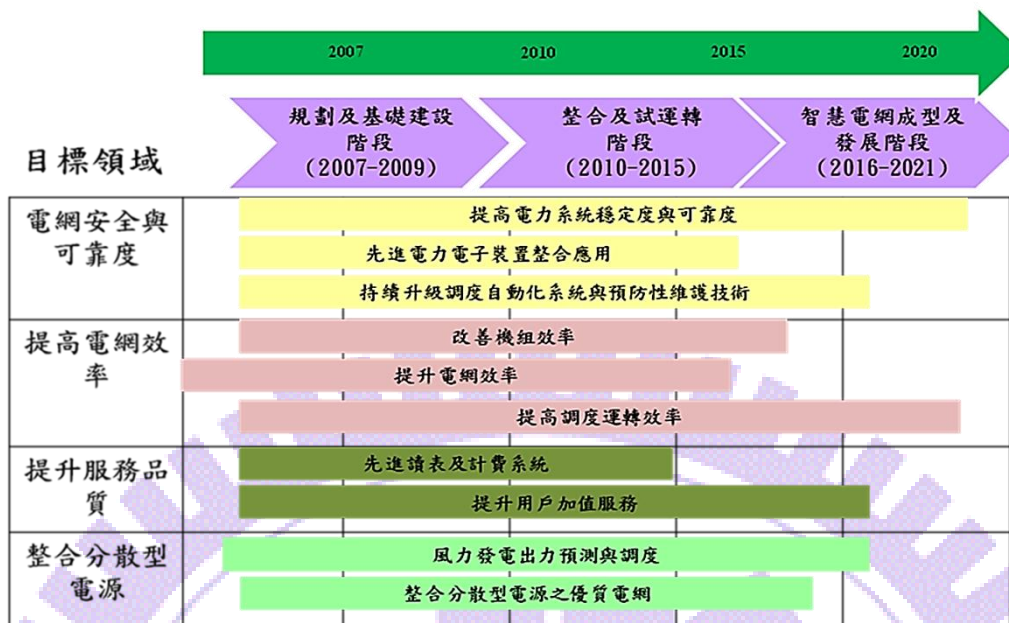 2007 2010 2015 2020
目標領域
規劃及基礎建設
階段
(2007-2009)
整合及試運轉
階段
(2010-2015)
智慧電網成型及
發展階段
(2016-2021)
電網安全與
可靠度
提高電力系統穩定度與可靠度
先進電力電子裝置整合應用
持續升級調度自動化系統與預防性維護技術
提高電網效
率
改善機組效率
提升電網效率
提高調度運轉效率
提升服務品
質
先進讀表及計費系統
提升用戶加值服務
整合分散型
電源
風力發電出力預測與調度
整合分散型電源之優質電網